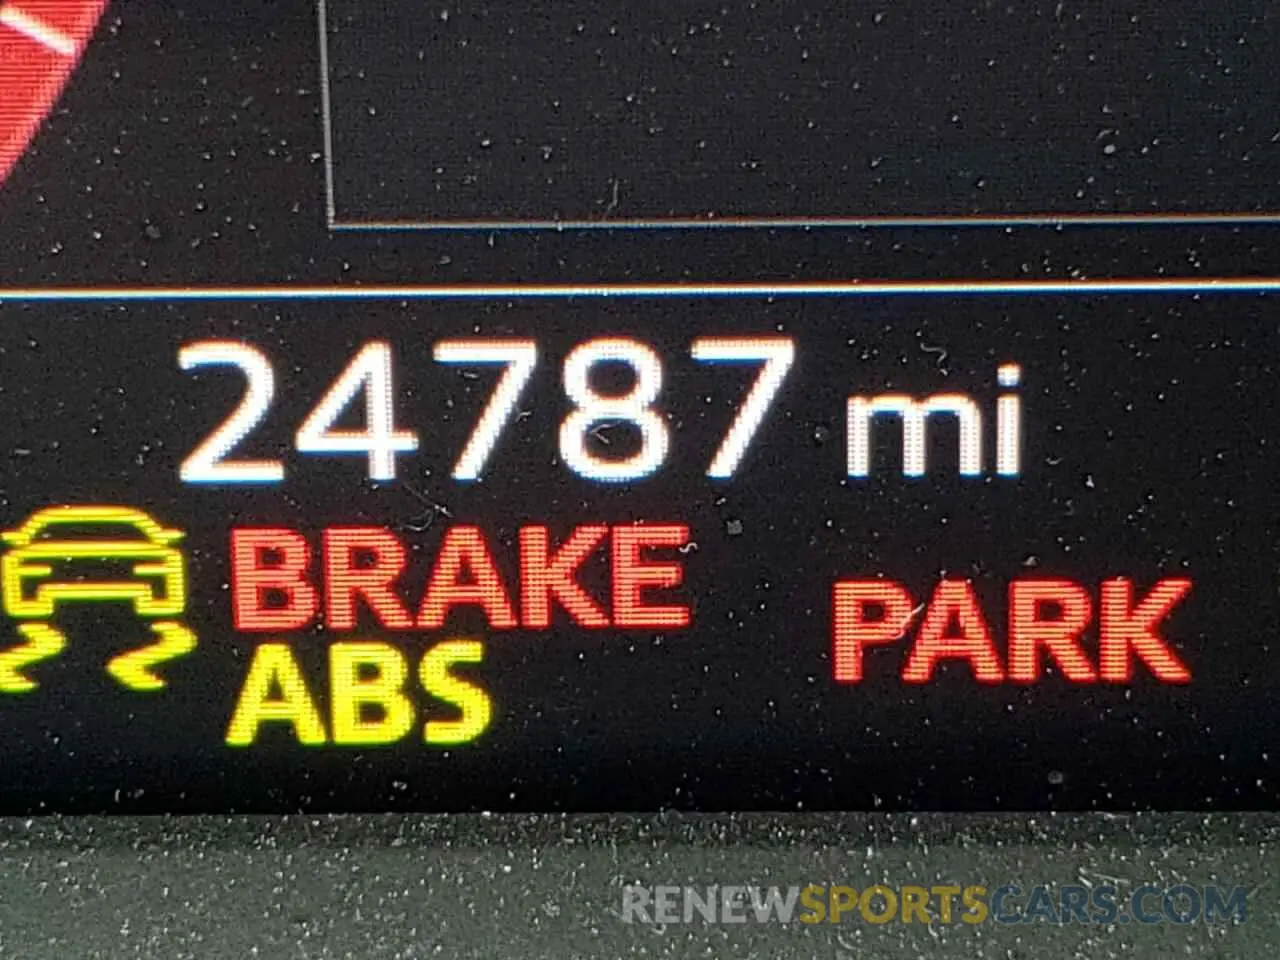 24787 mi
BRAKE
PARK
ABS
RENEWSPORTSCARS.COM